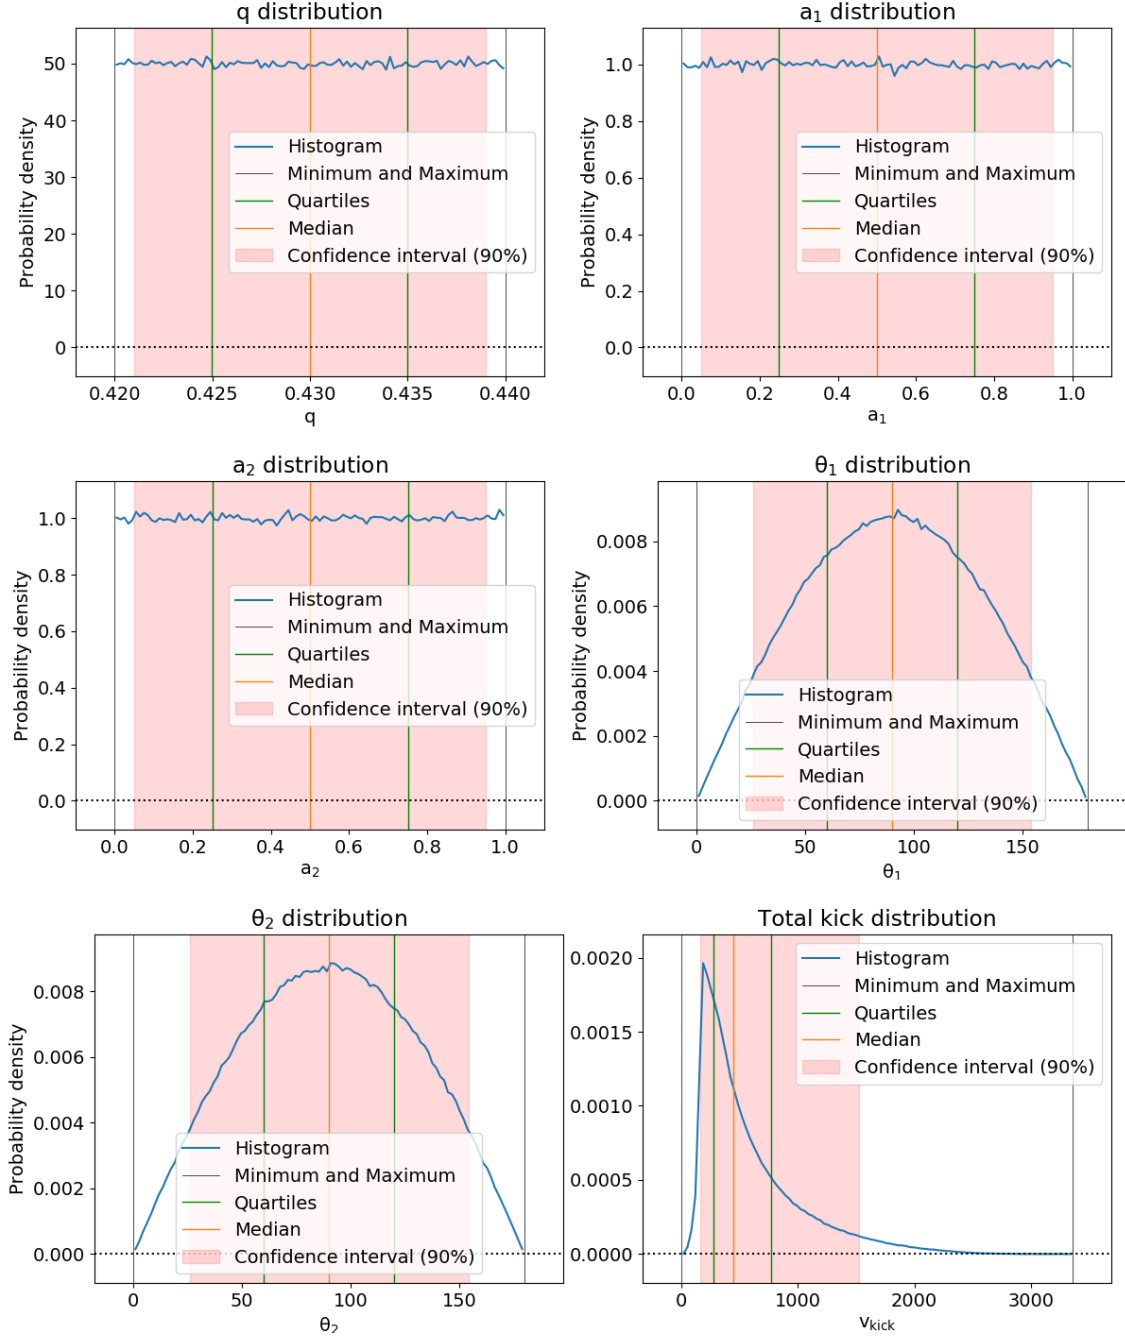 q distribution
Probability density
50
40
30
20
10
0
Histogram
Minimum and Maximum
Quartiles
Median
Confidence interval (90%)
0.420 0.425 0.430 0.435 0.440
q
a₁ distribution
Probability density
1.0
0.8
0.6
0.4
0.2
0.0
Histogram
Minimum and Maximum
Quartiles
Median
Confidence interval (90%)
0.0 0.2 0.4 0.6 0.8 1.0
a₁
a₂ distribution
Probability density
1.0
0.8
0.6
0.4
0.2
0.0
Histogram
Minimum and Maximum
Quartiles
Median
Confidence interval (90%)
0.0 0.2 0.4 0.6 0.8 1.0
a₂
θ₁ distribution
Probability density
0.008
0.006
0.004
0.002
0.000
Histogram
Minimum and Maximum
Quartiles
Median
Confidence interval (90%)
0 50 100 150
θ₁
θ₂ distribution
Probability density
0.008
0.006
0.004
0.002
0.000
Histogram
Minimum and Maximum
Quartiles
Median
Confidence interval (90%)
0 50 100 150
θ₂
Total kick distribution
0.0020
0.0015
0.0010
0.0005
0.0000
Histogram
Minimum and Maximum
Quartiles
Median
Confidence interval (90%)
0 1000 2000 3000
v_kick